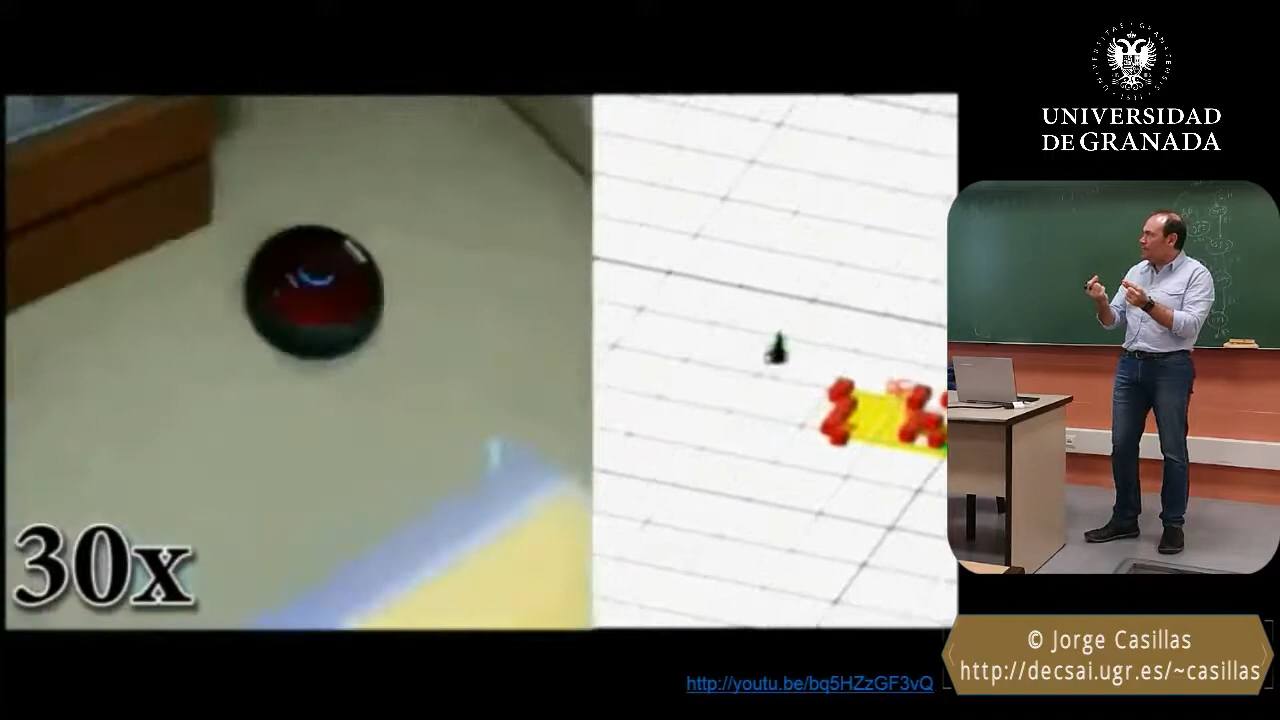 UNIVERSIDAD
DE GRANADA
30x
© Jorge Casillas
http://decsai.ugr.es/~casillas
http://youtu.be/bq5HZzGF3vQ